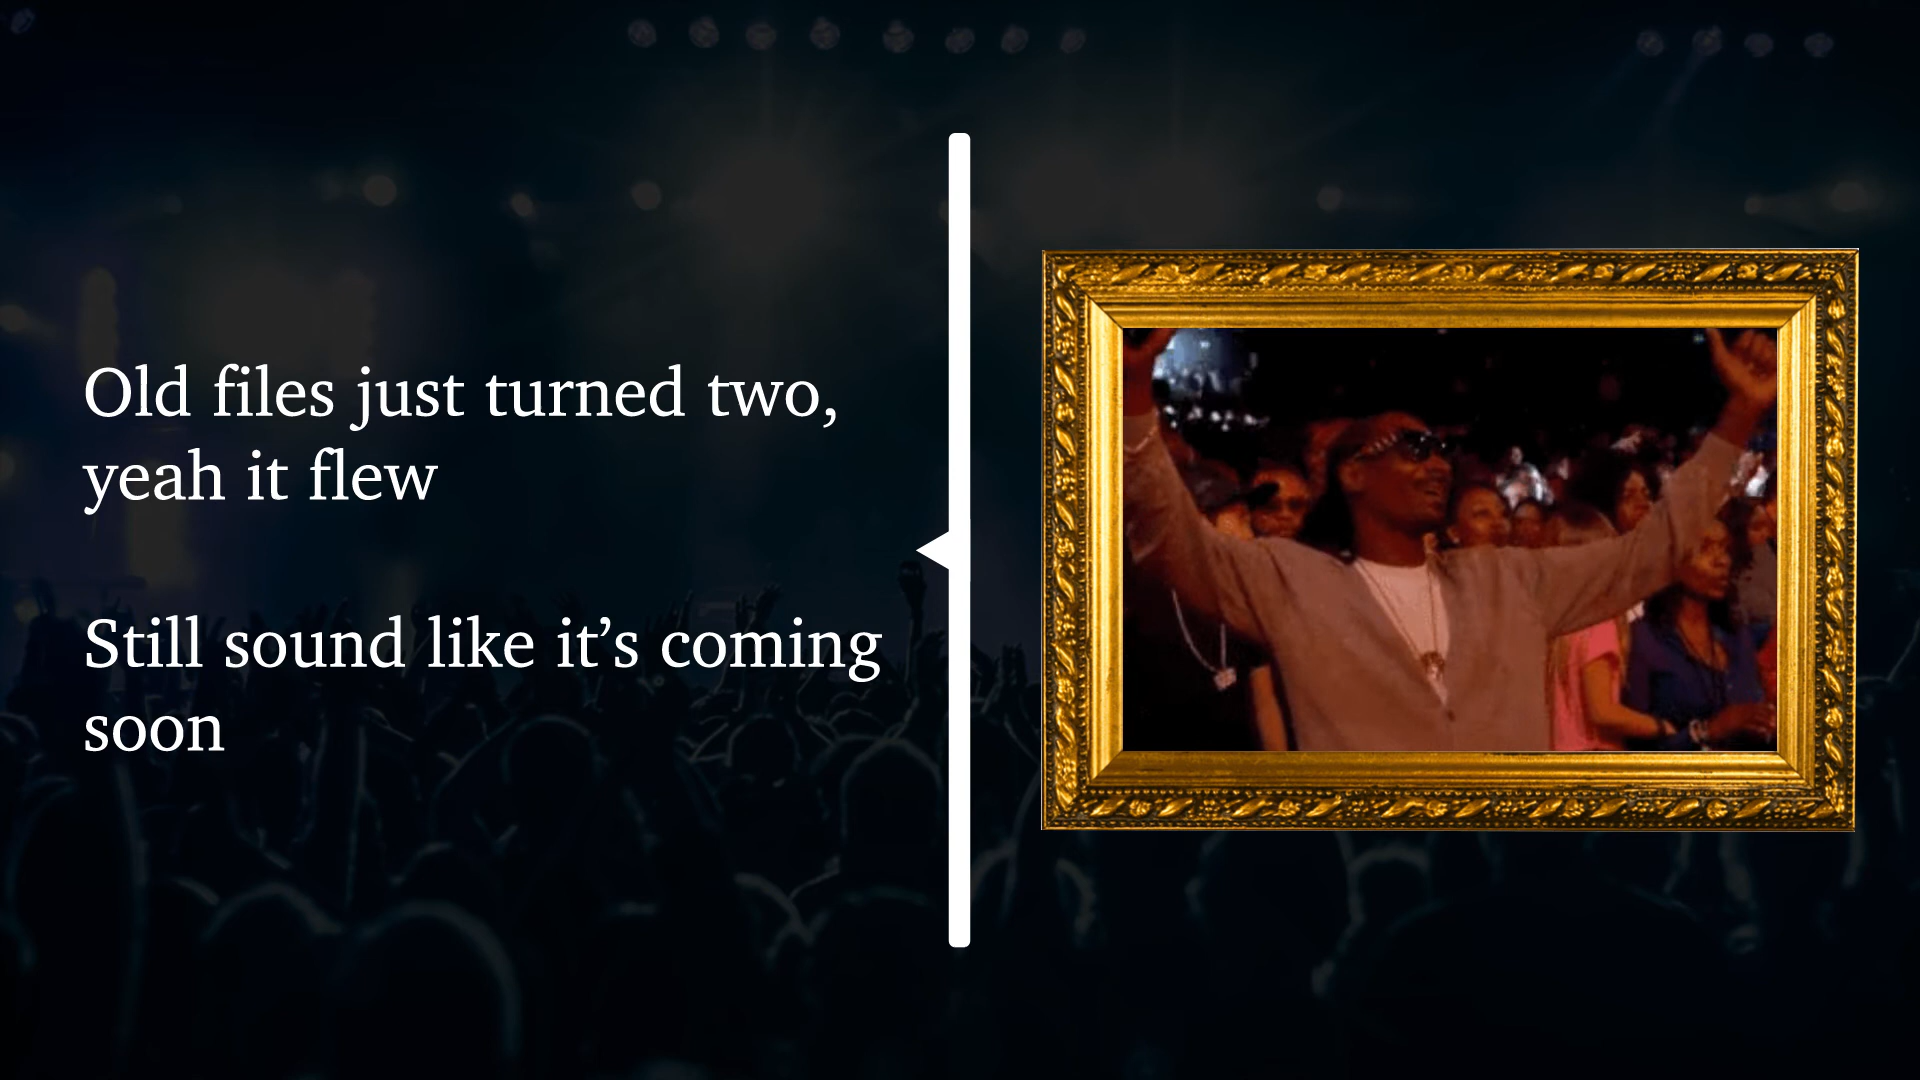 Old files just turned two,
yeah it flew
Still sound like it’s coming
soon